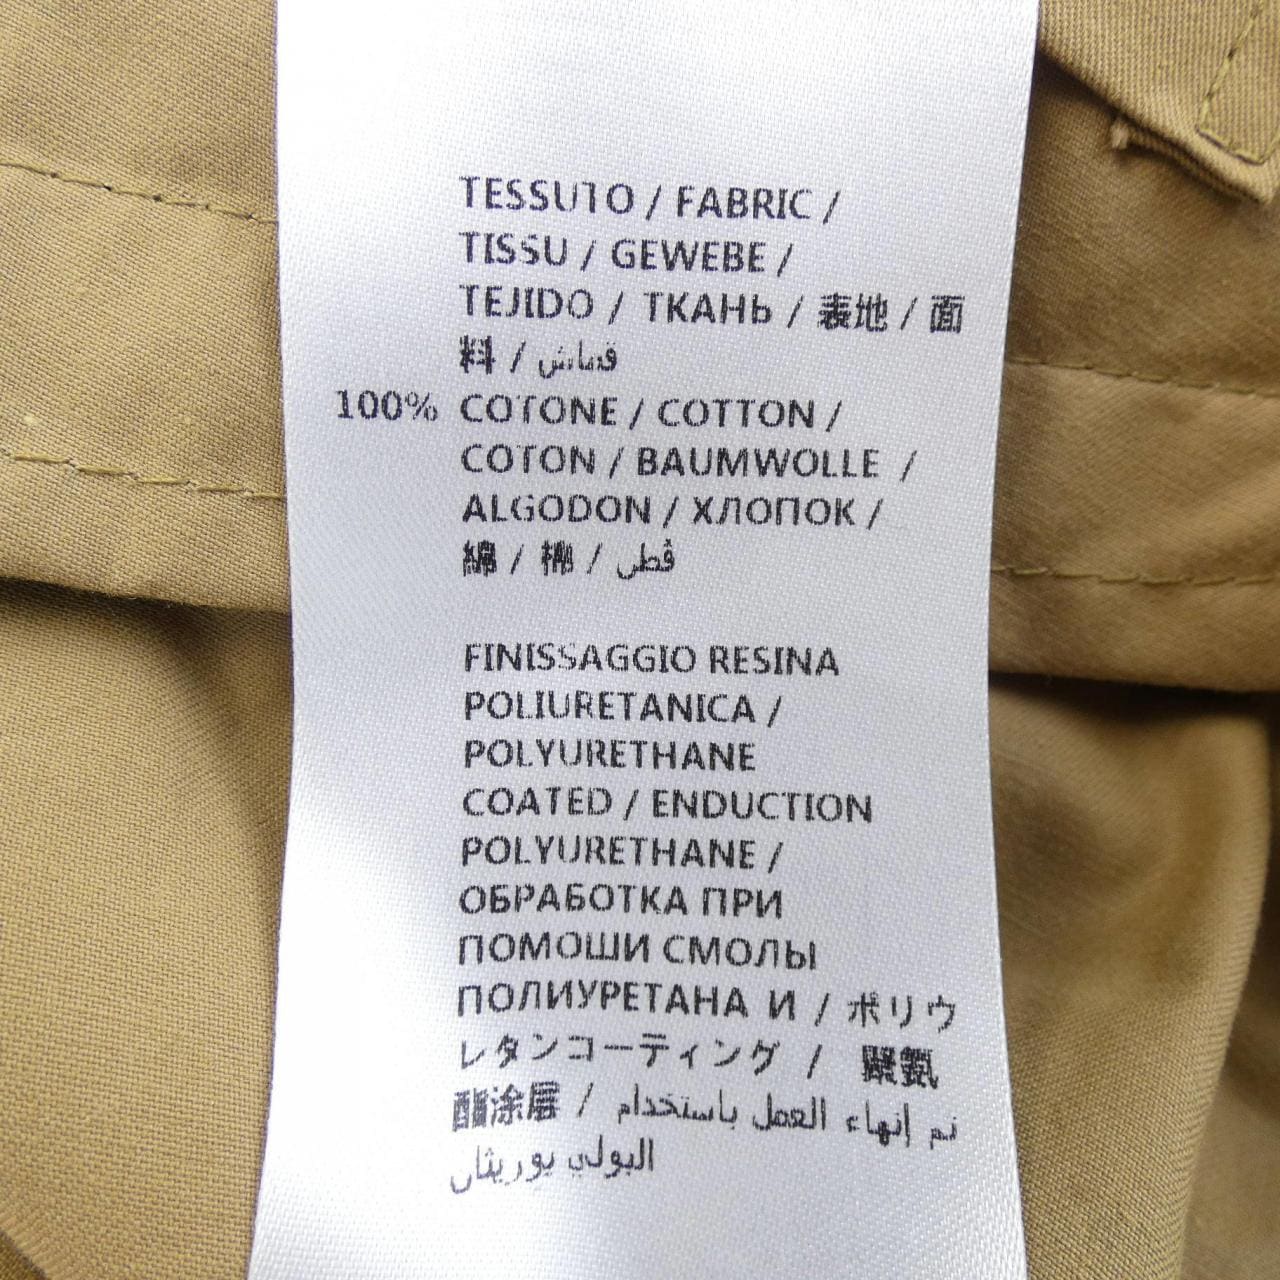 TESSUTO / FABRIC /
TISSU / GEWEBE /
TEJIDO / ТКАНЬ / 表地 / 面
料 / قماش
100% COTONE / COTTON /
COTON / BAUMWOLLE /
ALGODON / ХЛОПОК /
綿 / 棉 / قطن
FINISSAGGIO RESINA
POLIURETANICA /
POLYURETHANE
COATED / ENDUCTION
POLYURETHANE /
ОБРАБОТКА ПРИ
ПОМОШИ СМОЛЫ
ПОЛИУРЕТАНА И / ポリウ
レタンコーティング / 聚氨
酯涂层 / تم إنهاء العمل باستخدام
البولي يوريثان